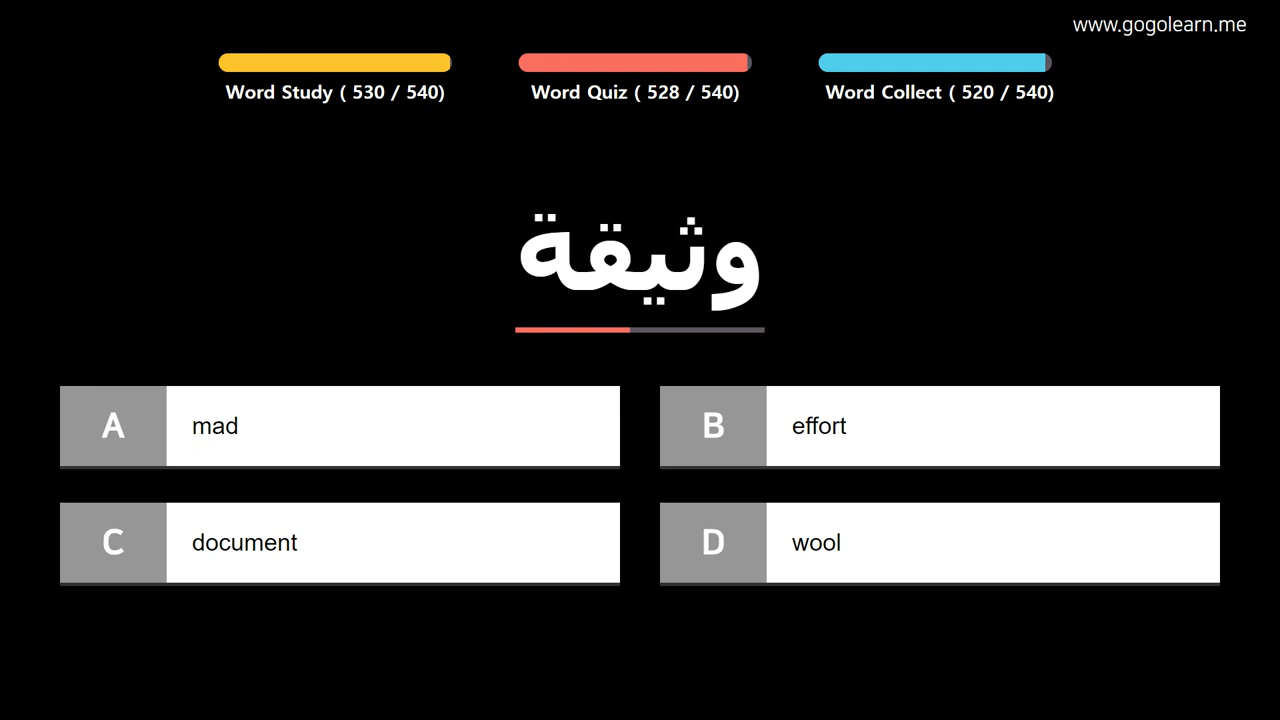 www.gogolearn.me
Word Study ( 530 / 540)
Word Quiz ( 528 / 540)
Word Collect ( 520 / 540)
وثيقة
A
mad
B
effort
C
document
D
wool